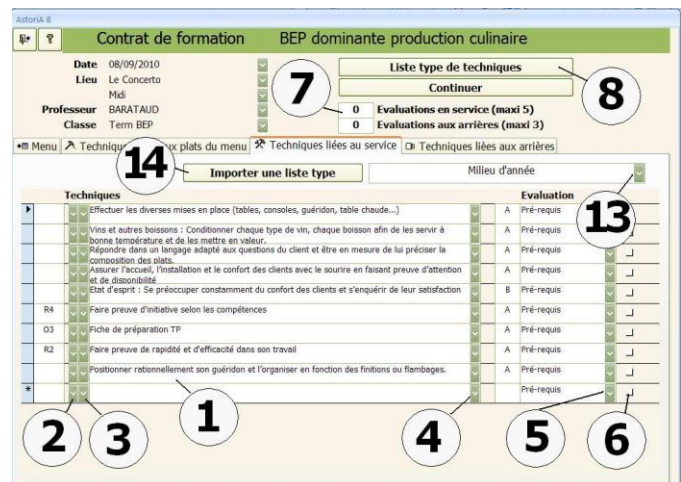 AstoriA 8
Contrat de formation BEP dominante production culinaire
Date 08/09/2010
Liste type de techniques
Lieu Le Concerto
Midi
7
Continuer
8
Professeur BARATAUD
0 Evaluations en service (maxi 5)
Classe Term BEP
0 Evaluations aux arrières (maxi 3)
Menu Techniques plats du menu Techniques liées au service Techniques liées aux arrières
14
Importer une liste type
Milieu d'année
13
Techniques Evaluation
Effectuer les diverses mises en place (tables, consoles, guéridon, table chaude...) A Pré-requis
Vins et autres boissons : Conditionner chaque type de vin, chaque boisson afin de les servir à A Pré-requis
bonne température et de les mettre en valeur.
Répondre dans un langage adapté aux questions du client et être en mesure de lui préciser la A Pré-requis
composition des plats.
Assurer l'accueil, l'installation et le confort des clients avec le sourire en faisant preuve d'attention A Pré-requis
et de disponibilité
Etat d'esprit : Se préoccuper constamment du confort des clients et s'enquérir de leur satisfaction B Pré-requis
R4 Faire preuve d'initiative selon les compétences A Pré-requis
O3 Fiche de préparation TP A Pré-requis
R2 Faire preuve de rapidité et d'efficacité dans son travail A Pré-requis
Positionner rationnellement son guéridon et l'organiser en fonction des finitions ou flambages. A Pré-requis
Pré-requis
1
2
3
4
5
6